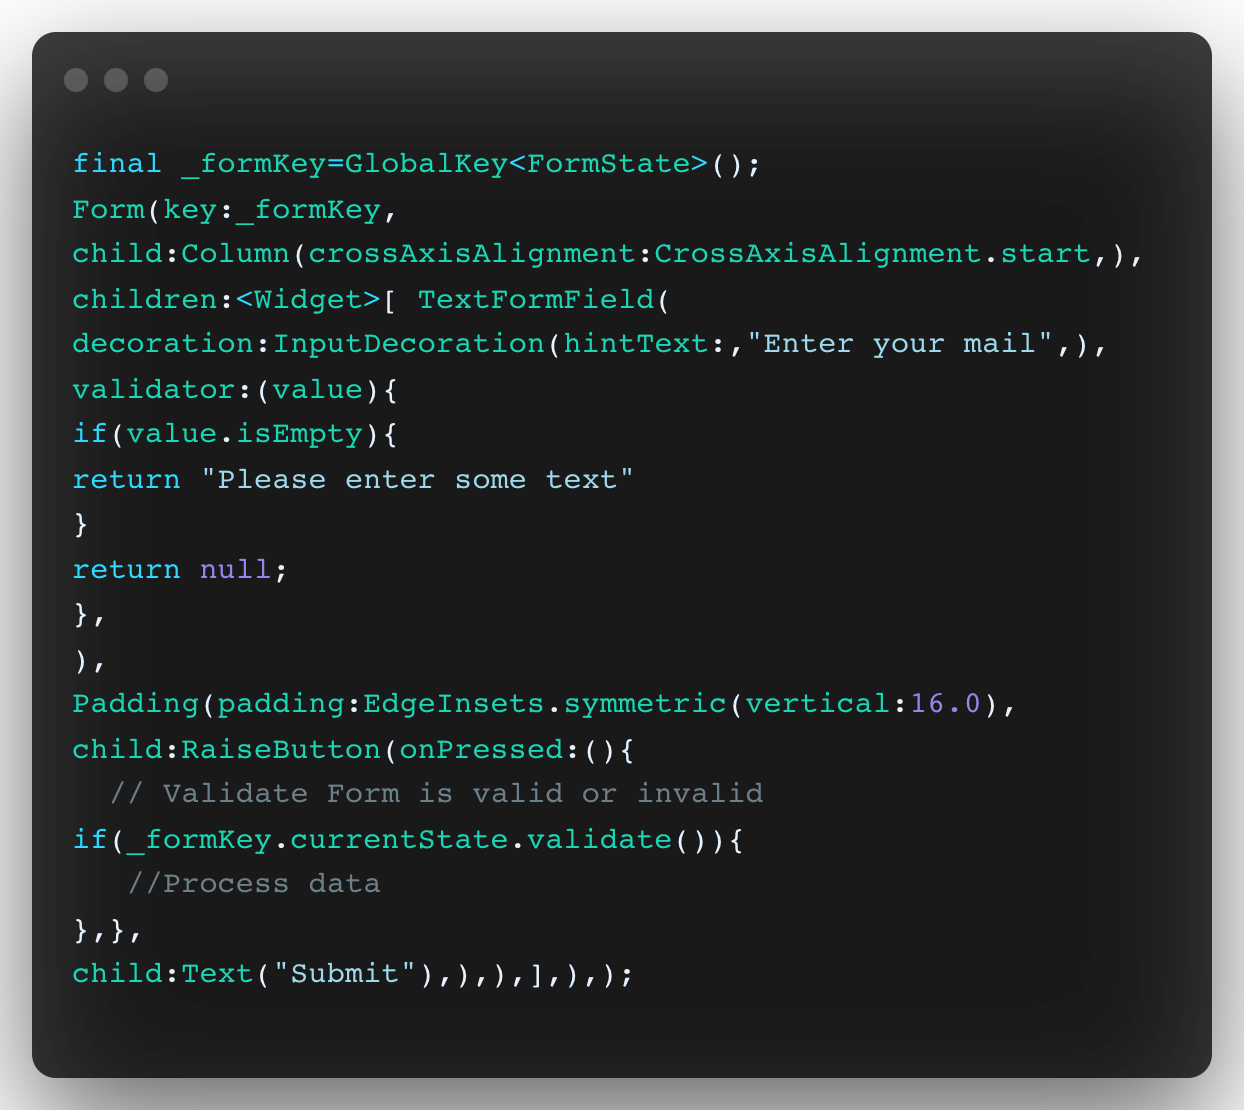 final _formKey=GlobalKey<FormState>();
Form(key:_formKey,
child:Column(crossAxisAlignment:CrossAxisAlignment.start,),
children:<Widget>[ TextFormField(
decoration:InputDecoration(hintText:,"Enter your mail",),
validator:(value){
if(value.isEmpty){
return "Please enter some text"
}
return null;
},
),
Padding(padding:EdgeInsets.symmetric(vertical:16.0),
child:RaiseButton(onPressed:(){
  // Validate Form is valid or invalid
if(_formKey.currentState.validate()){
   //Process data
},},
child:Text("Submit"),),),],),);